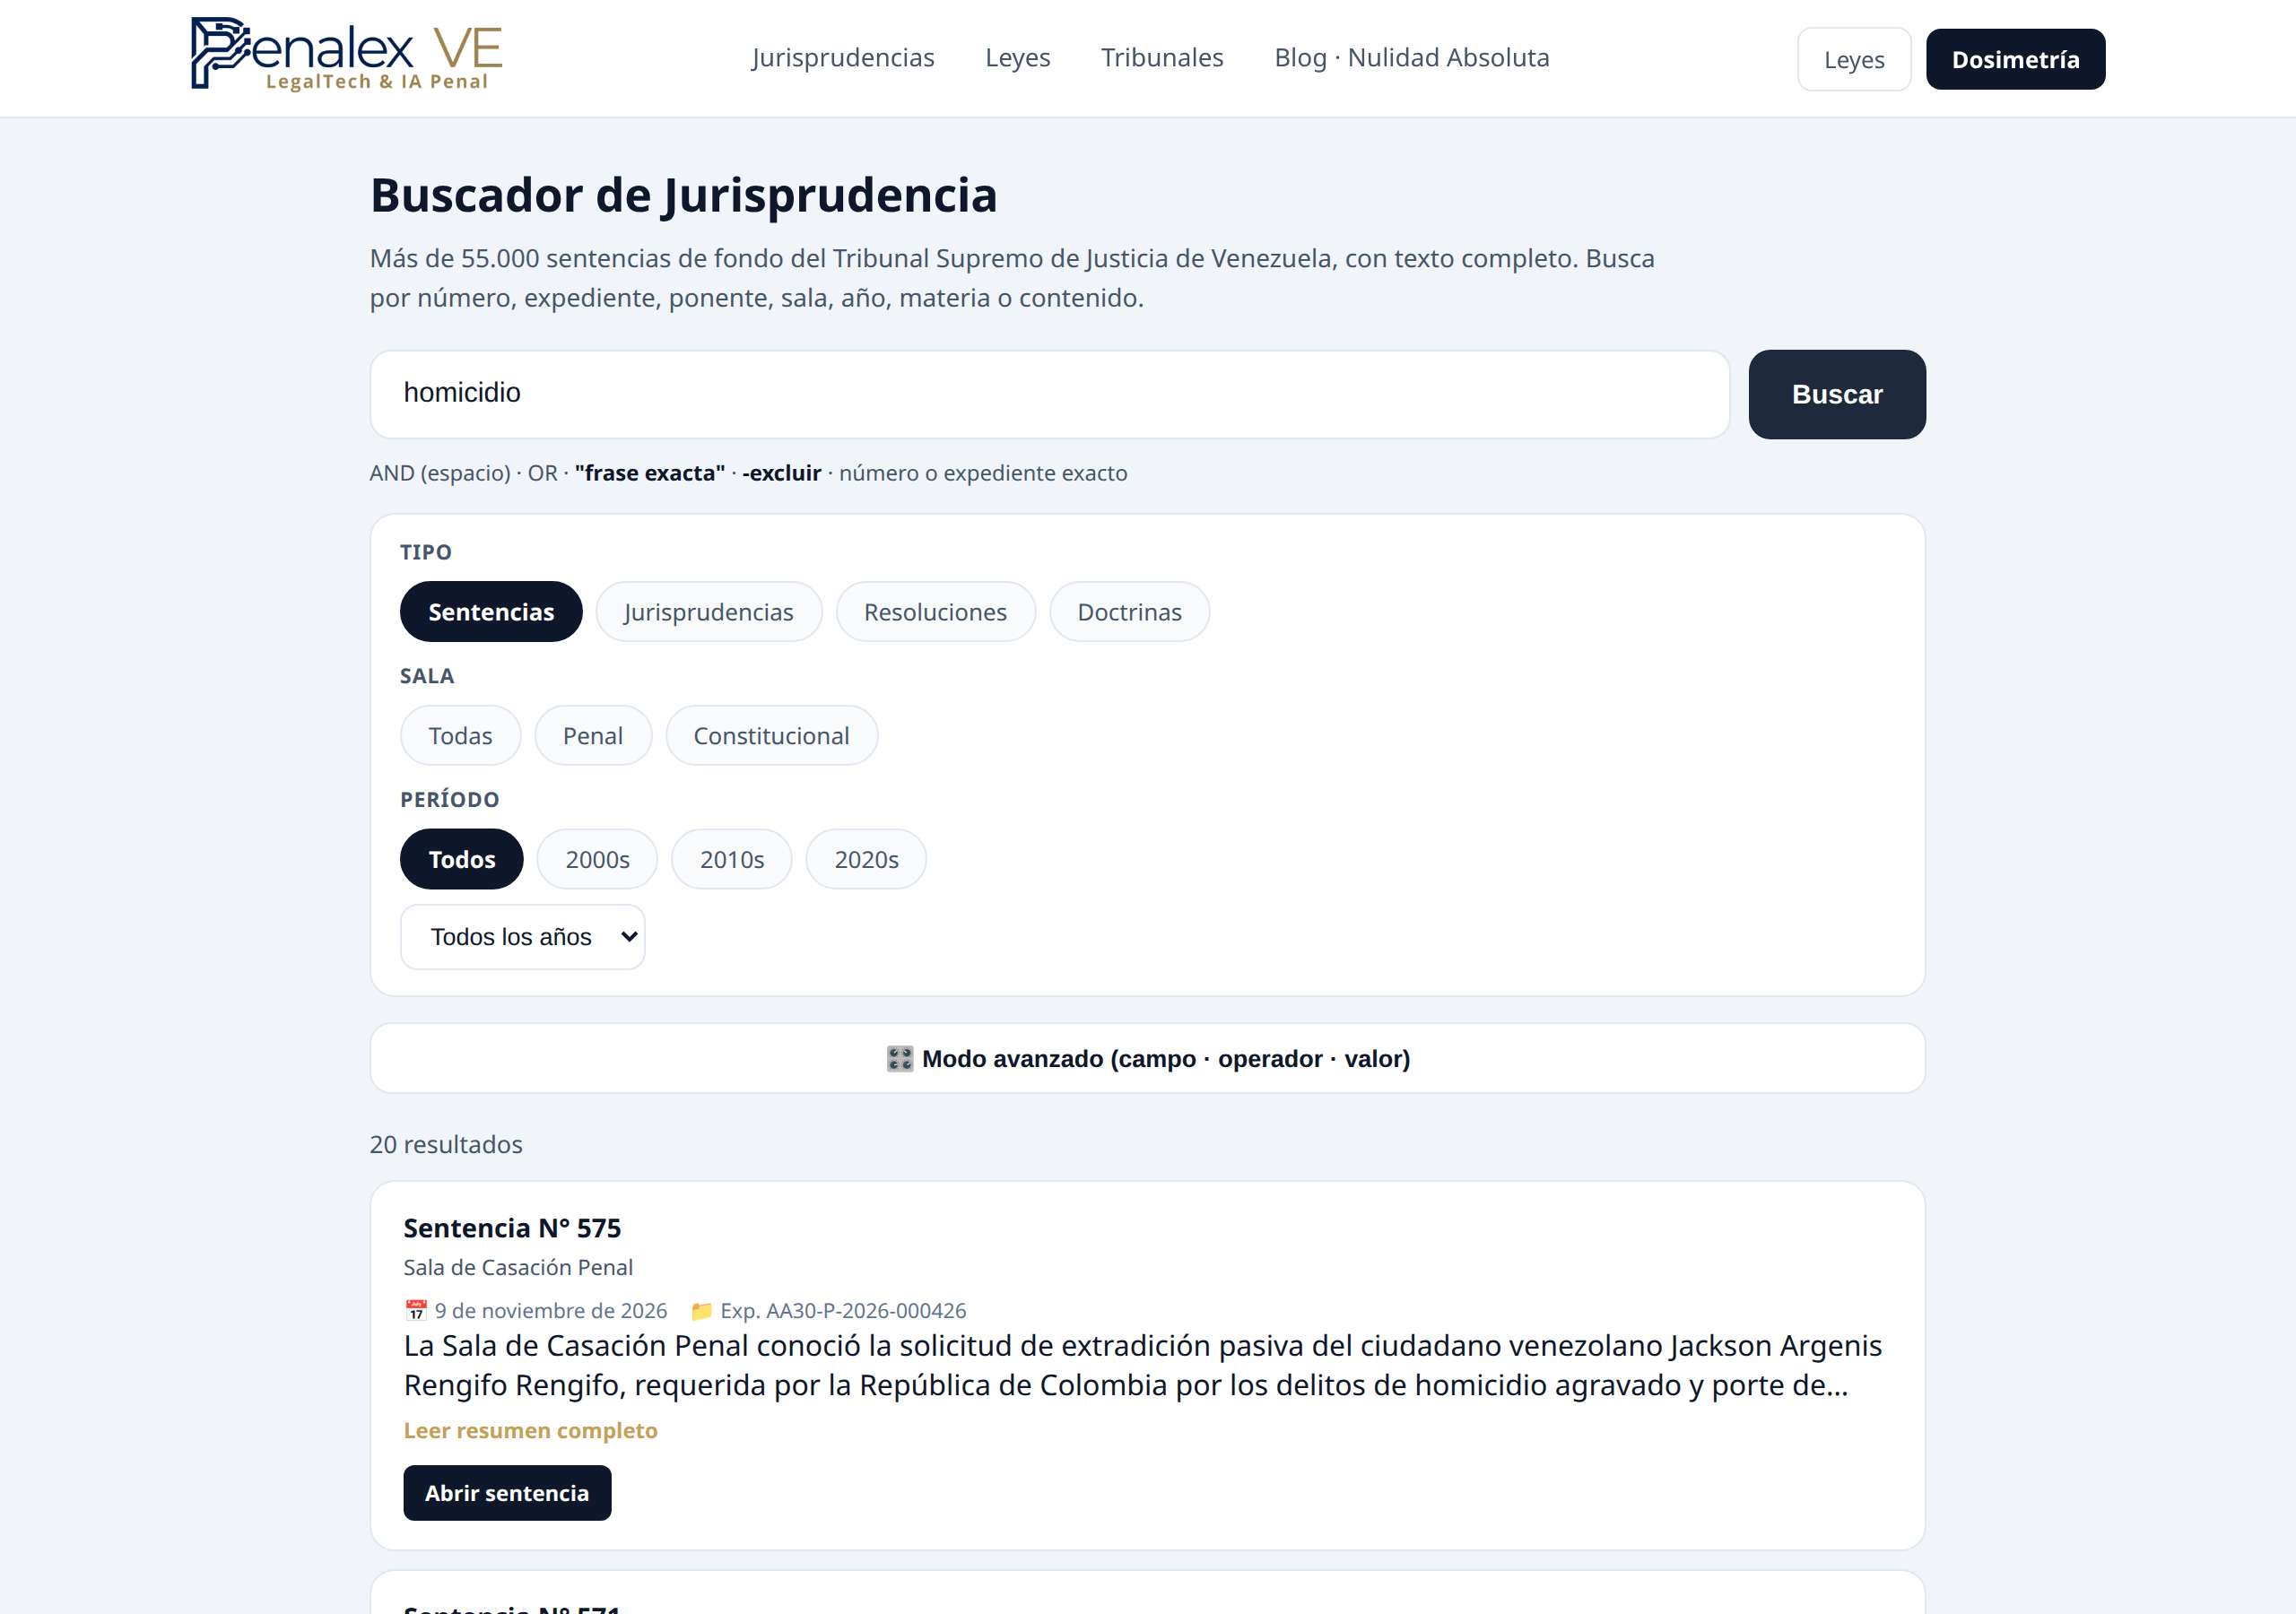 Penalex VE
LegalTech & IA Penal
Jurisprudencias
Leyes
Tribunales
Blog · Nulidad Absoluta
Leyes
Dosimetría
Buscador de Jurisprudencia
Más de 55.000 sentencias de fondo del Tribunal Supremo de Justicia de Venezuela, con texto completo. Busca
por número, expediente, ponente, sala, año, materia o contenido.
homicidio
Buscar
AND (espacio) · OR · "frase exacta" · -excluir · número o expediente exacto
TIPO
Sentencias
Jurisprudencias
Resoluciones
Doctrinas
SALA
Todas
Penal
Constitucional
PERÍODO
Todos
2000s
2010s
2020s
Todos los años
Modo avanzado (campo · operador · valor)
20 resultados
Sentencia N° 575
Sala de Casación Penal
9 de noviembre de 2026 Exp. AA30-P-2026-000426
La Sala de Casación Penal conoció la solicitud de extradición pasiva del ciudadano venezolano Jackson Argenis
Rengifo Rengifo, requerida por la República de Colombia por los delitos de homicidio agravado y porte de...
Leer resumen completo
Abrir sentencia
Sentencia N° 571